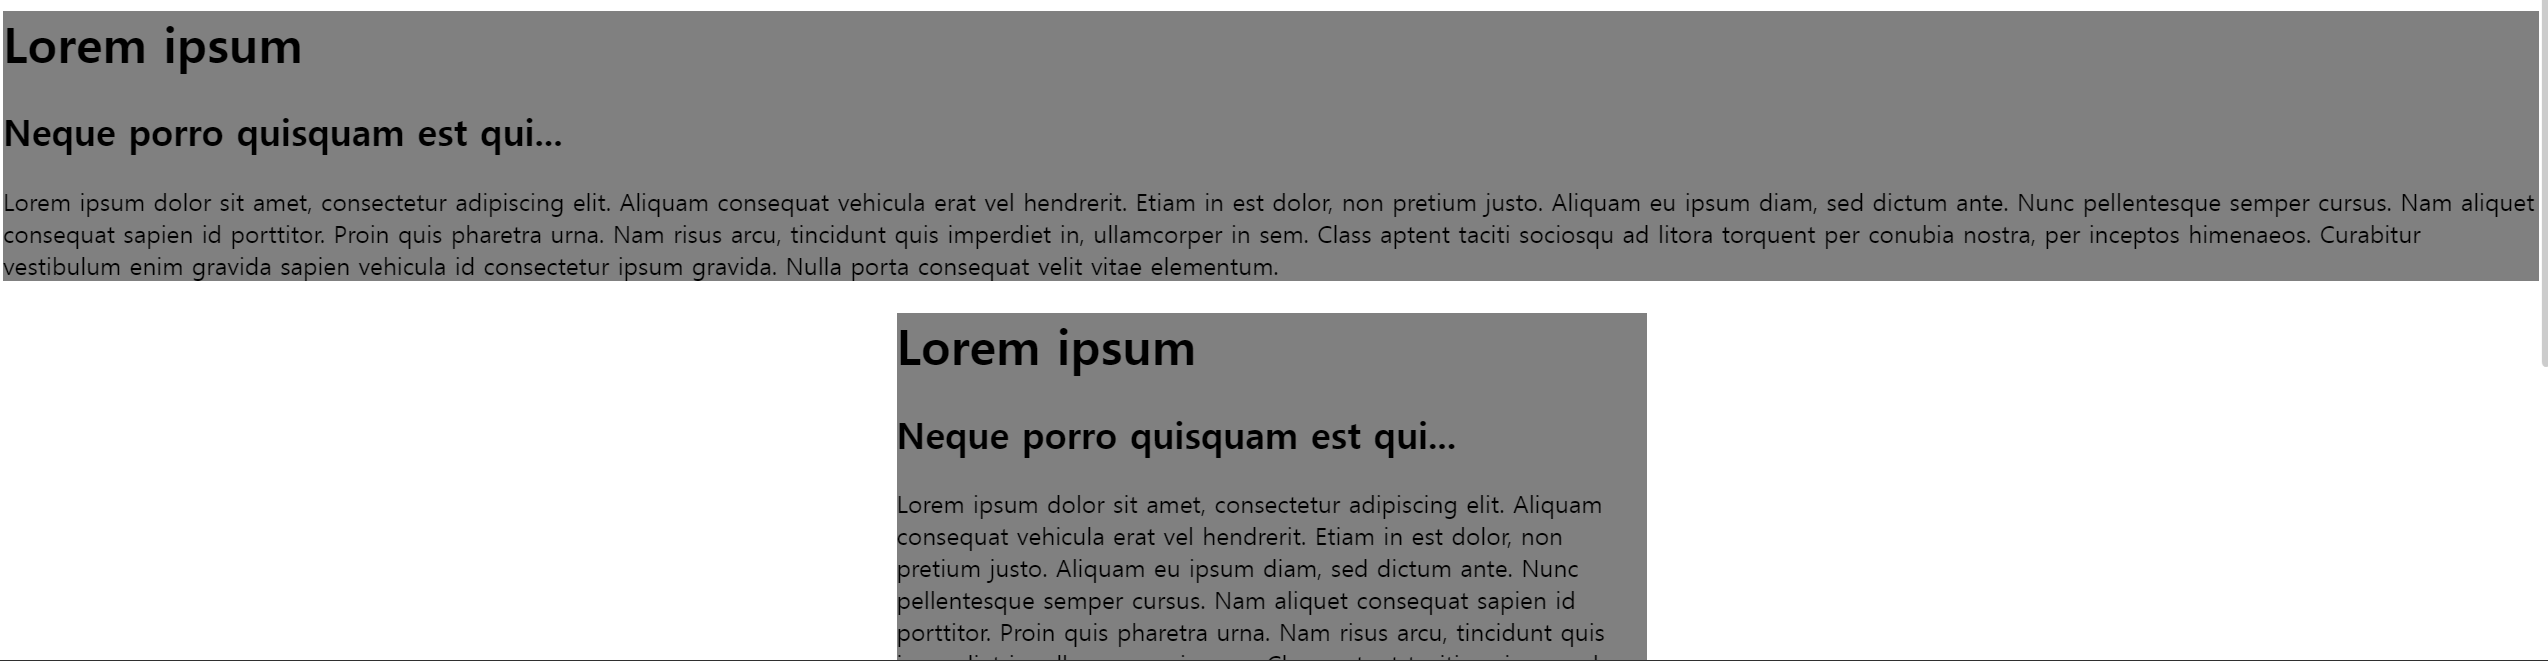 Lorem ipsum
Neque porro quisquam est qui...
Lorem ipsum dolor sit amet, consectetur adipiscing elit. Aliquam consequat vehicula erat vel hendrerit. Etiam in est dolor, non pretium justo. Aliquam eu ipsum diam, sed dictum ante. Nunc pellentesque semper cursus. Nam aliquet
consequat sapien id porttitor. Proin quis pharetra urna. Nam risus arcu, tincidunt quis imperdiet in, ullamcorper in sem. Class aptent taciti sociosqu ad litora torquent per conubia nostra, per inceptos himenaeos. Curabitur
vestibulum enim gravida sapien vehicula id consectetur ipsum gravida. Nulla porta consequat velit vitae elementum.
Lorem ipsum
Neque porro quisquam est qui...
Lorem ipsum dolor sit amet, consectetur adipiscing elit. Aliquam
consequat vehicula erat vel hendrerit. Etiam in est dolor, non
pretium justo. Aliquam eu ipsum diam, sed dictum ante. Nunc
pellentesque semper cursus. Nam aliquet consequat sapien id
porttitor. Proin quis pharetra urna. Nam risus arcu, tincidunt quis